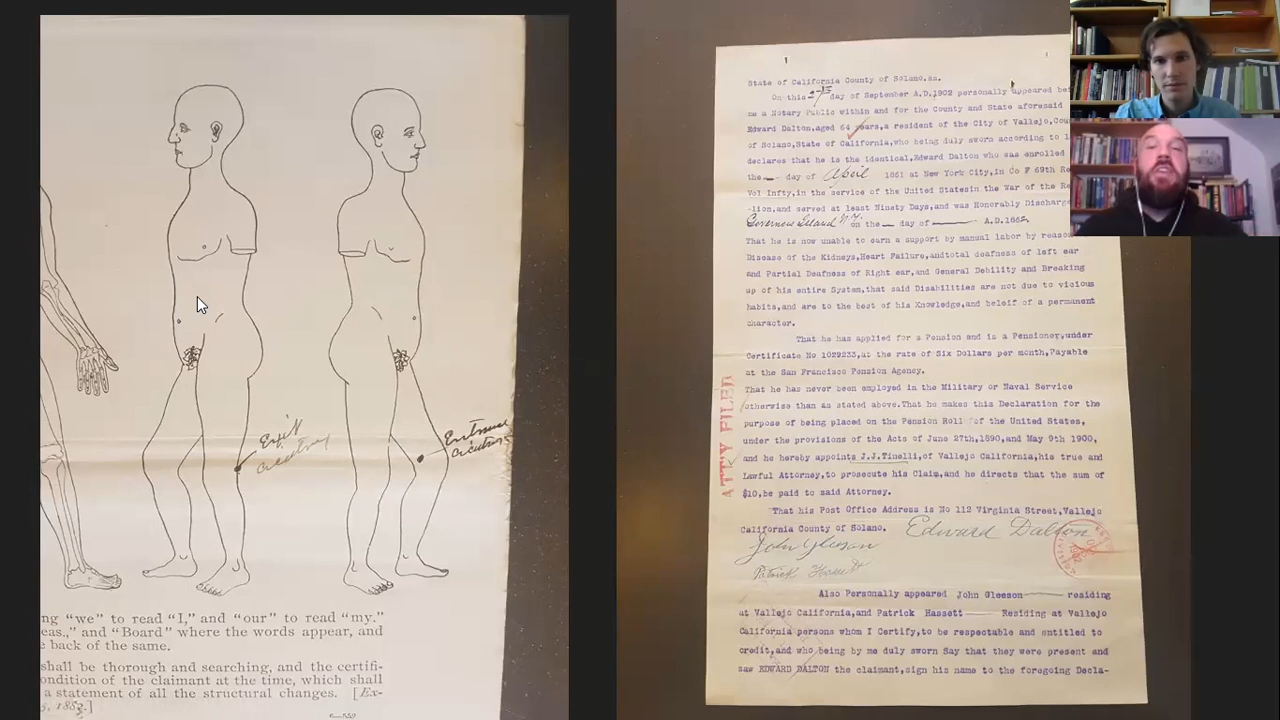 Exit
cicatrix
Entrance
cicatrix
ng "we" to read "I," and "our" to read "my."
eas.," and "Board" where the words appear, and
e back of the same.
shall be thorough and searching, and the certifi-
ondition of the claimant at the time, which shall
a statement of all the structural changes. [Ex-
State of California County of Solano.ss.
On this day of September A.D.1902 personally appeared bef
me a Notary Public within and for the County and State aforesaid
Edward Dalton,aged 64 years,a resident of the City of Vallejo,Cou
of Solano,State of California,who being duly sworn according to l
declares that he is the identical,Edward Dalton who was enrolled
the — day of April 1861 at New York City,in Co F 69th Re
Vol Infty,in the service of the United Statesin the War of the Re
-lion,and served at least Ninety Days,and was Honorably Discharge
Governers Island N.Y. on the — day of — A.D.1862
That he is now unable to earn a support by manual labor by reaso
Disease of the Kidneys,Heart Failure,andtotal deafness of left ear
and Partial Deafness of Right ear,and General Debility and Breaking
up of his entire System,that said Disabilities are not due to vicious
habits,and are to the best of his Knowledge,and beleif of a permanent
character.
That he has applied for a Pension and is a Pensioner,under
Certificate No 1029233,at the rate of Six Dollars per month,Payable
at the San Francisco Pension Agency.
That he has never been employed in the Military or Naval Service
otherwise than as stated above.That he makes this Declaration for the
purpose of being placed on the Pension Roll of the United States,
under the provisions of the Acts of June 27th,1890,and May 9th 1900,
and he hereby appoints J.J.Tinelli,of Vallejo California,his true and
Lawful Attorney,to prosecute his Claim,and he directs that the sum of
$10,be paid to said Attorney.
That his Post Office Address is No 112 Virginia Street,Vallejo
California County of Solano. Edward Dalton
John Gleeson
Patrick Hassett
ATTY FILED
Also Personally appeared John Gleeson — residing
at Vallejo California,and Patrick Hassett — Residing at Vallejo
California persons whom I Certify,to be respectable and entitled to
credit,and who being by me duly sworn Say that they were present and
saw EDWARD DALTON the claimant,sign his name to the foregoing Decla-